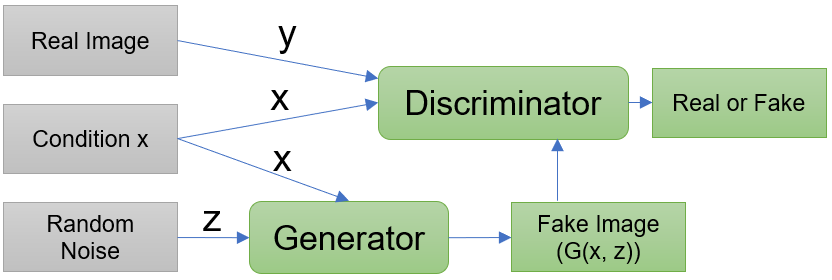 Real Image
y
Discriminator
Real or Fake
x
Condition x
x
Random
Noise
z
Generator
Fake Image
(G(x, z))